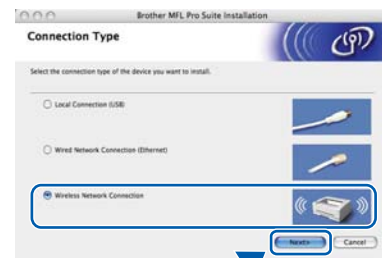 Brother MFL Pro Suite Installation
Connection Type
Select the connection type of the device you want to install.
Local Connection (USB)
Wired Network Connection (Ethernet)
Wireless Network Connection
Next>
Cancel